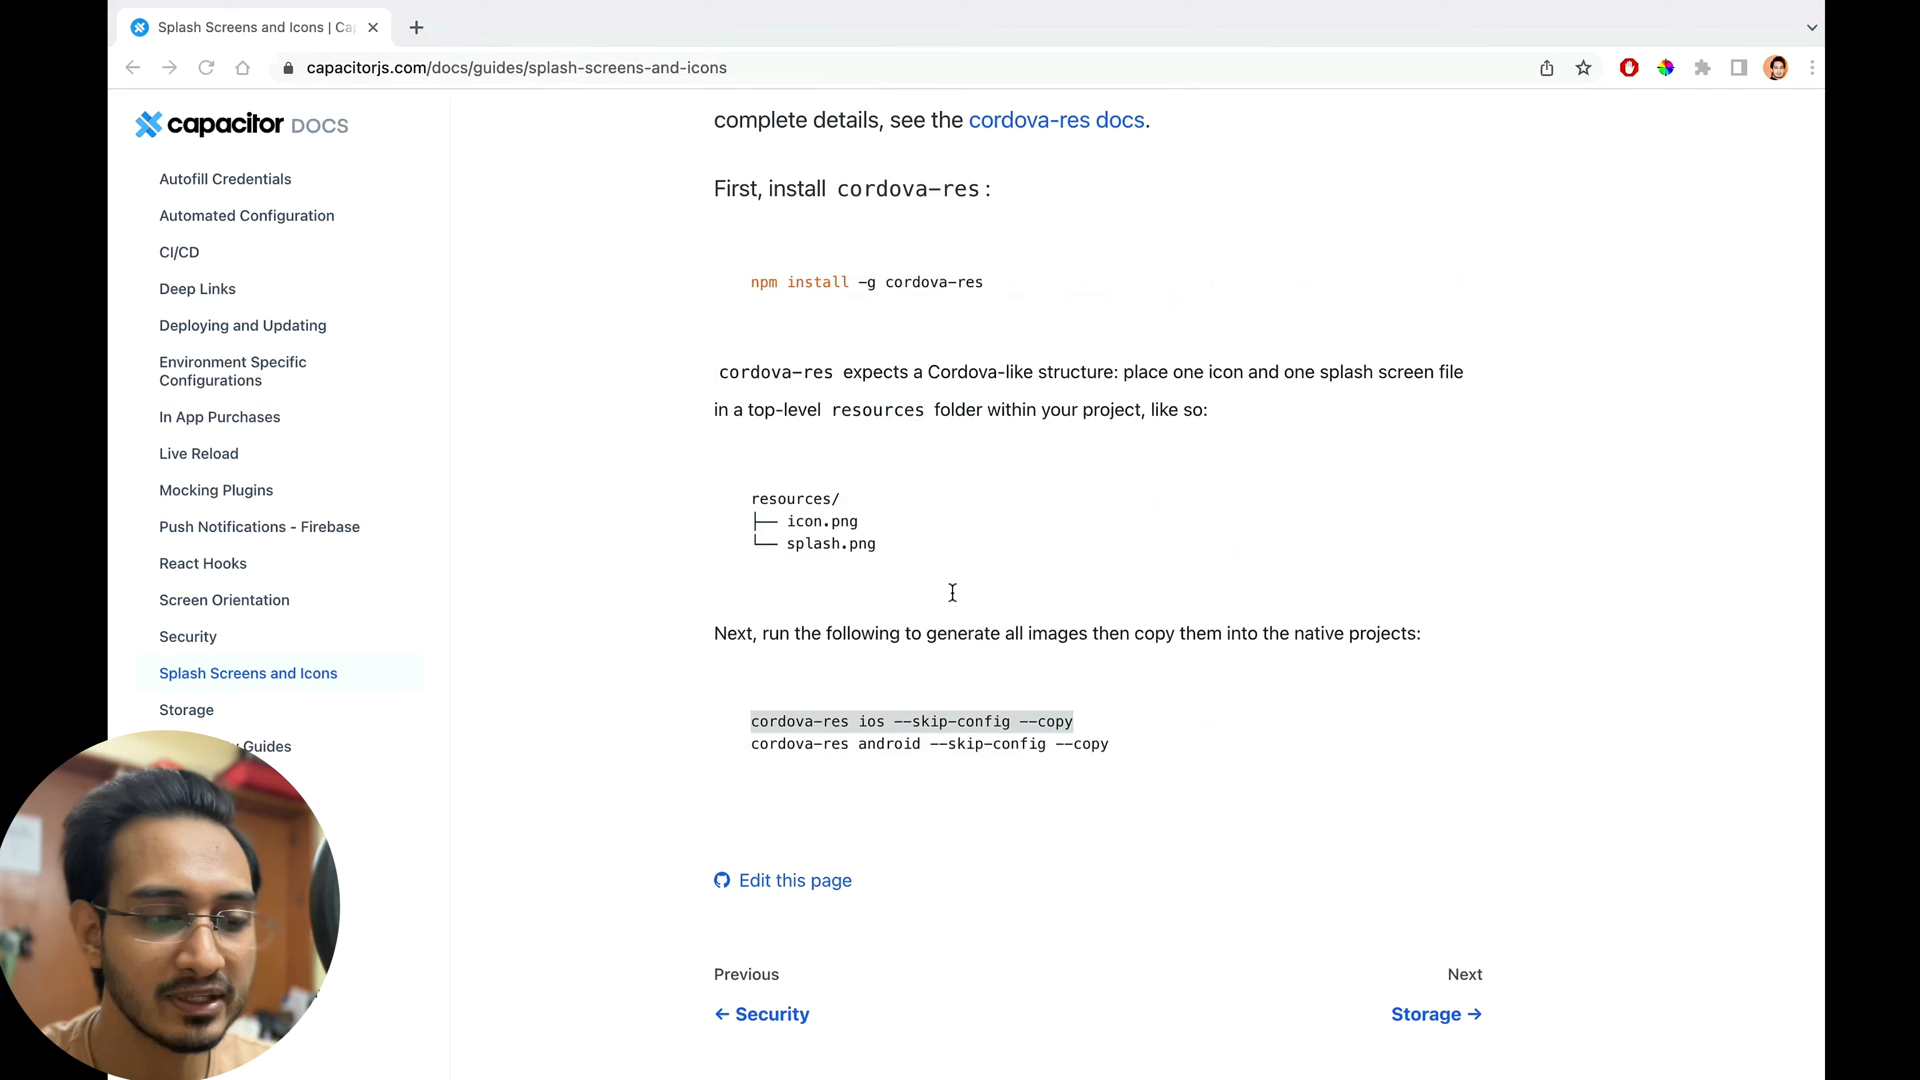 Splash Screens and Icons | Ca
capacitorjs.com/docs/guides/splash-screens-and-icons
capacitor DOCS
Autofill Credentials
Automated Configuration
CI/CD
Deep Links
Deploying and Updating
Environment Specific
Configurations
In App Purchases
Live Reload
Mocking Plugins
Push Notifications - Firebase
React Hooks
Screen Orientation
Security
Splash Screens and Icons
Storage
Guides
complete details, see the cordova-res docs.
First, install cordova-res:
npm install -g cordova-res
cordova-res expects a Cordova-like structure: place one icon and one splash screen file
in a top-level resources folder within your project, like so:
resources/
├── icon.png
└── splash.png
Next, run the following to generate all images then copy them into the native projects:
cordova-res ios --skip-config --copy
cordova-res android --skip-config --copy
Edit this page
Previous
← Security
Next
Storage →